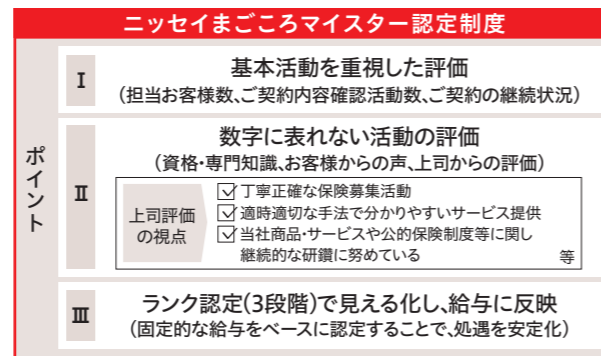 ニッセイまごころマイスター認定制度
ポイント
Ⅰ
基本活動を重視した評価
(担当お客様数、ご契約内容確認活動数、ご契約の継続状況)
Ⅱ
数字に表れない活動の評価
(資格・専門知識、お客様からの声、上司からの評価)
上司評価
の視点
☑丁寧正確な保険募集活動
☑適時適切な手法で分かりやすいサービス提供
☑当社商品・サービスや公的保険制度等に関し
継続的な研鑽に努めている 等
Ⅲ
ランク認定(3段階)で見える化し、給与に反映
(固定的な給与をベースに認定することで、処遇を安定化)